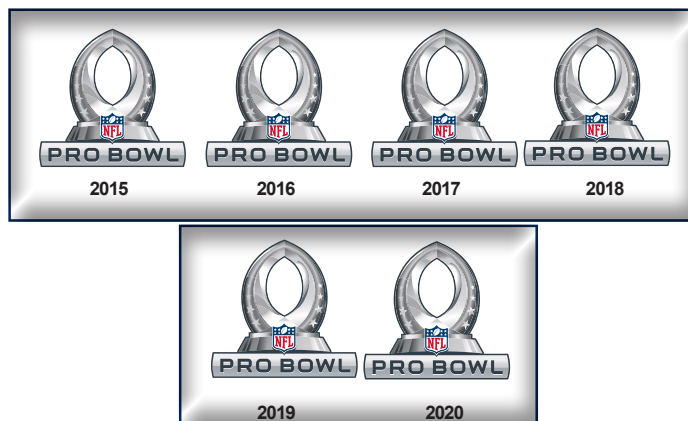 NFL NFL NFL NFL
PRO BOWL PRO BOWL PRO BOWL PRO BOWL
2015 2016 2017 2018
NFL NFL
PRO BOWL PRO BOWL
2019 2020